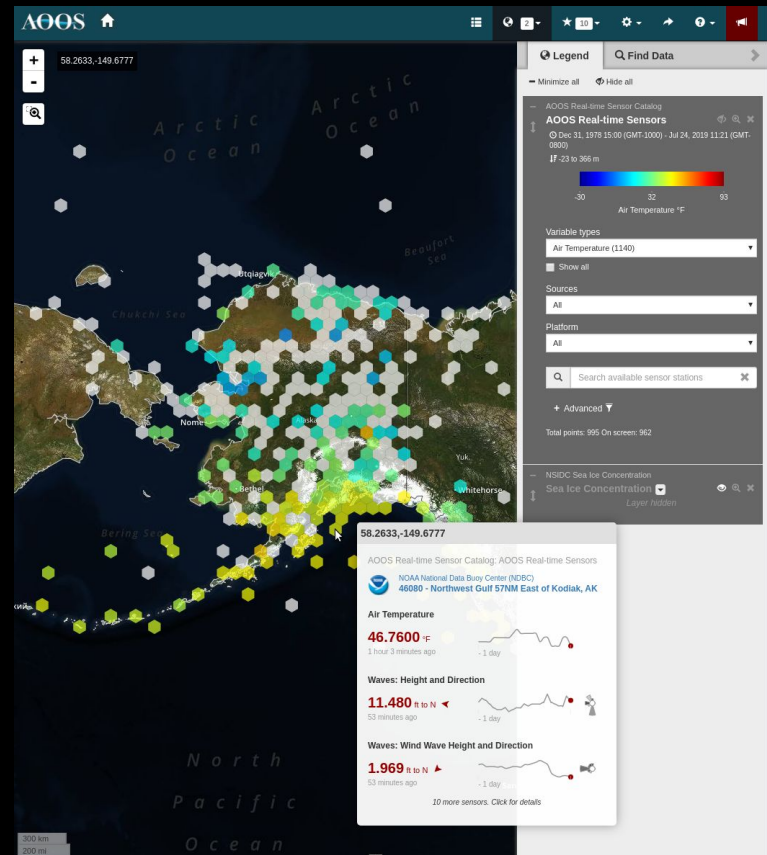 AOOS
2
10
+
-
58.2633,-149.6777
Legend
Find Data
Minimize all
Hide all
AOOS Real-time Sensor Catalog
AOOS Real-time Sensors
Dec 31, 1978 15:00 (GMT-1000) - Jul 24, 2019 11:21 (GMT-
0800)
-23 to 366 m
-30
32
93
Air Temperature °F
Variable types
Air Temperature (1140)
Show all
Sources
All
Platform
All
Search available sensor stations
+ Advanced
Total points: 995 On screen: 962
NSIDC Sea Ice Concentration
Sea Ice Concentration
Layer hidden
Arctic
Ocean
Arctic
Ocean
Beaufort
Sea
Utqiagvik
Chukchi Sea
Nome
Alaska
Yuk.
Bethel
Whitehorse
Bering Sea
North
Pacific
Ocean
300 km
200 mi
58.2633,-149.6777
AOOS Real-time Sensor Catalog: AOOS Real-time Sensors
NOAA National Data Buoy Center (NDBC)
46080 - Northwest Gulf 57NM East of Kodiak, AK
Air Temperature
46.7600 °F
1 hour 3 minutes ago
- 1 day
Waves: Height and Direction
11.480 ft to N
53 minutes ago
- 1 day
Waves: Wind Wave Height and Direction
1.969 ft to N
53 minutes ago
- 1 day
10 more sensors. Click for details